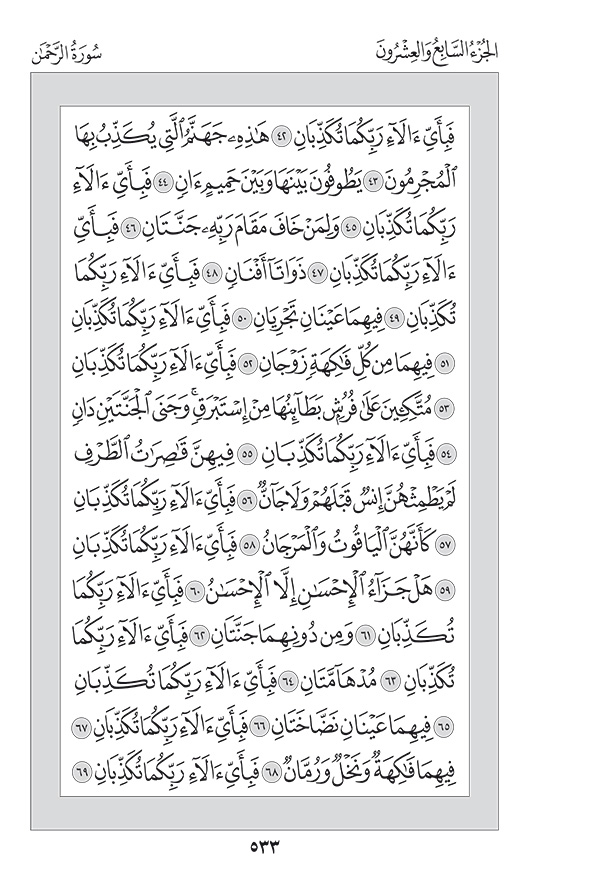 الجُزْءُ السَّابِعُ وَالعِشْرُونَ
سُورَةُ الرَّحْمَٰن
فَبِأَيِّ ءَالَآءِ رَبِّكُمَا تُكَذِّبَانِ ٤٢ هَٰذِهِۦ جَهَنَّمُ ٱلَّتِي يُكَذِّبُ بِهَا
ٱلْمُجْرِمُونَ ٤٣ يَطُوفُونَ بَيْنَهَا وَبَيْنَ حَمِيمٍ ءَانٍ ٤٤ فَبِأَيِّ ءَالَآءِ
رَبِّكُمَا تُكَذِّبَانِ ٤٥ وَلِمَنْ خَافَ مَقَامَ رَبِّهِۦ جَنَّتَانِ ٤٦ فَبِأَيِّ
ءَالَآءِ رَبِّكُمَا تُكَذِّبَانِ ٤٧ ذَوَاتَآ أَفْنَانٍ ٤٨ فَبِأَيِّ ءَالَآءِ رَبِّكُمَا
تُكَذِّبَانِ ٤٩ فِيهِمَا عَيْنَانِ تَجْرِيَانِ ٥٠ فَبِأَيِّ ءَالَآءِ رَبِّكُمَا تُكَذِّبَانِ
٥١ فِيهِمَا مِن كُلِّ فَٰكِهَةٍ زَوْجَانِ ٥٢ فَبِأَيِّ ءَالَآءِ رَبِّكُمَا تُكَذِّبَانِ
٥٣ مُتَّكِـِٔينَ عَلَىٰ فُرُشٍۭ بَطَآئِنُهَا مِنْ إِسْتَبْرَقٍۚ وَجَنَى ٱلْجَنَّتَيْنِ دَانٍ
٥٤ فَبِأَيِّ ءَالَآءِ رَبِّكُمَا تُكَذِّبَانِ ٥٥ فِيهِنَّ قَٰصِرَٰتُ ٱلطَّرْفِ
لَمْ يَطْمِثْهُنَّ إِنسٌ قَبْلَهُمْ وَلَا جَآنٌّ ٥٦ فَبِأَيِّ ءَالَآءِ رَبِّكُمَا تُكَذِّبَانِ
٥٧ كَأَنَّهُنَّ ٱلْيَاقُوتُ وَٱلْمَرْجَانُ ٥٨ فَبِأَيِّ ءَالَآءِ رَبِّكُمَا تُكَذِّبَانِ
٥٩ هَلْ جَزَآءُ ٱلْإِحْسَٰنِ إِلَّا ٱلْإِحْسَٰنُ ٦٠ فَبِأَيِّ ءَالَآءِ رَبِّكُمَا
تُكَذِّبَانِ ٦١ وَمِن دُونِهِمَا جَنَّتَانِ ٦٢ فَبِأَيِّ ءَالَآءِ رَبِّكُمَا
تُكَذِّبَانِ ٦٣ مُدْهَآمَّتَانِ ٦٤ فَبِأَيِّ ءَالَآءِ رَبِّكُمَا تُكَذِّبَانِ
٦٥ فِيهِمَا عَيْنَانِ نَضَّاخَتَانِ ٦٦ فَبِأَيِّ ءَالَآءِ رَبِّكُمَا تُكَذِّبَانِ ٦٧
فِيهِمَا فَٰكِهَةٌ وَنَخْلٌ وَرُمَّانٌ ٦٨ فَبِأَيِّ ءَالَآءِ رَبِّكُمَا تُكَذِّبَانِ ٦٩
٥٣٣